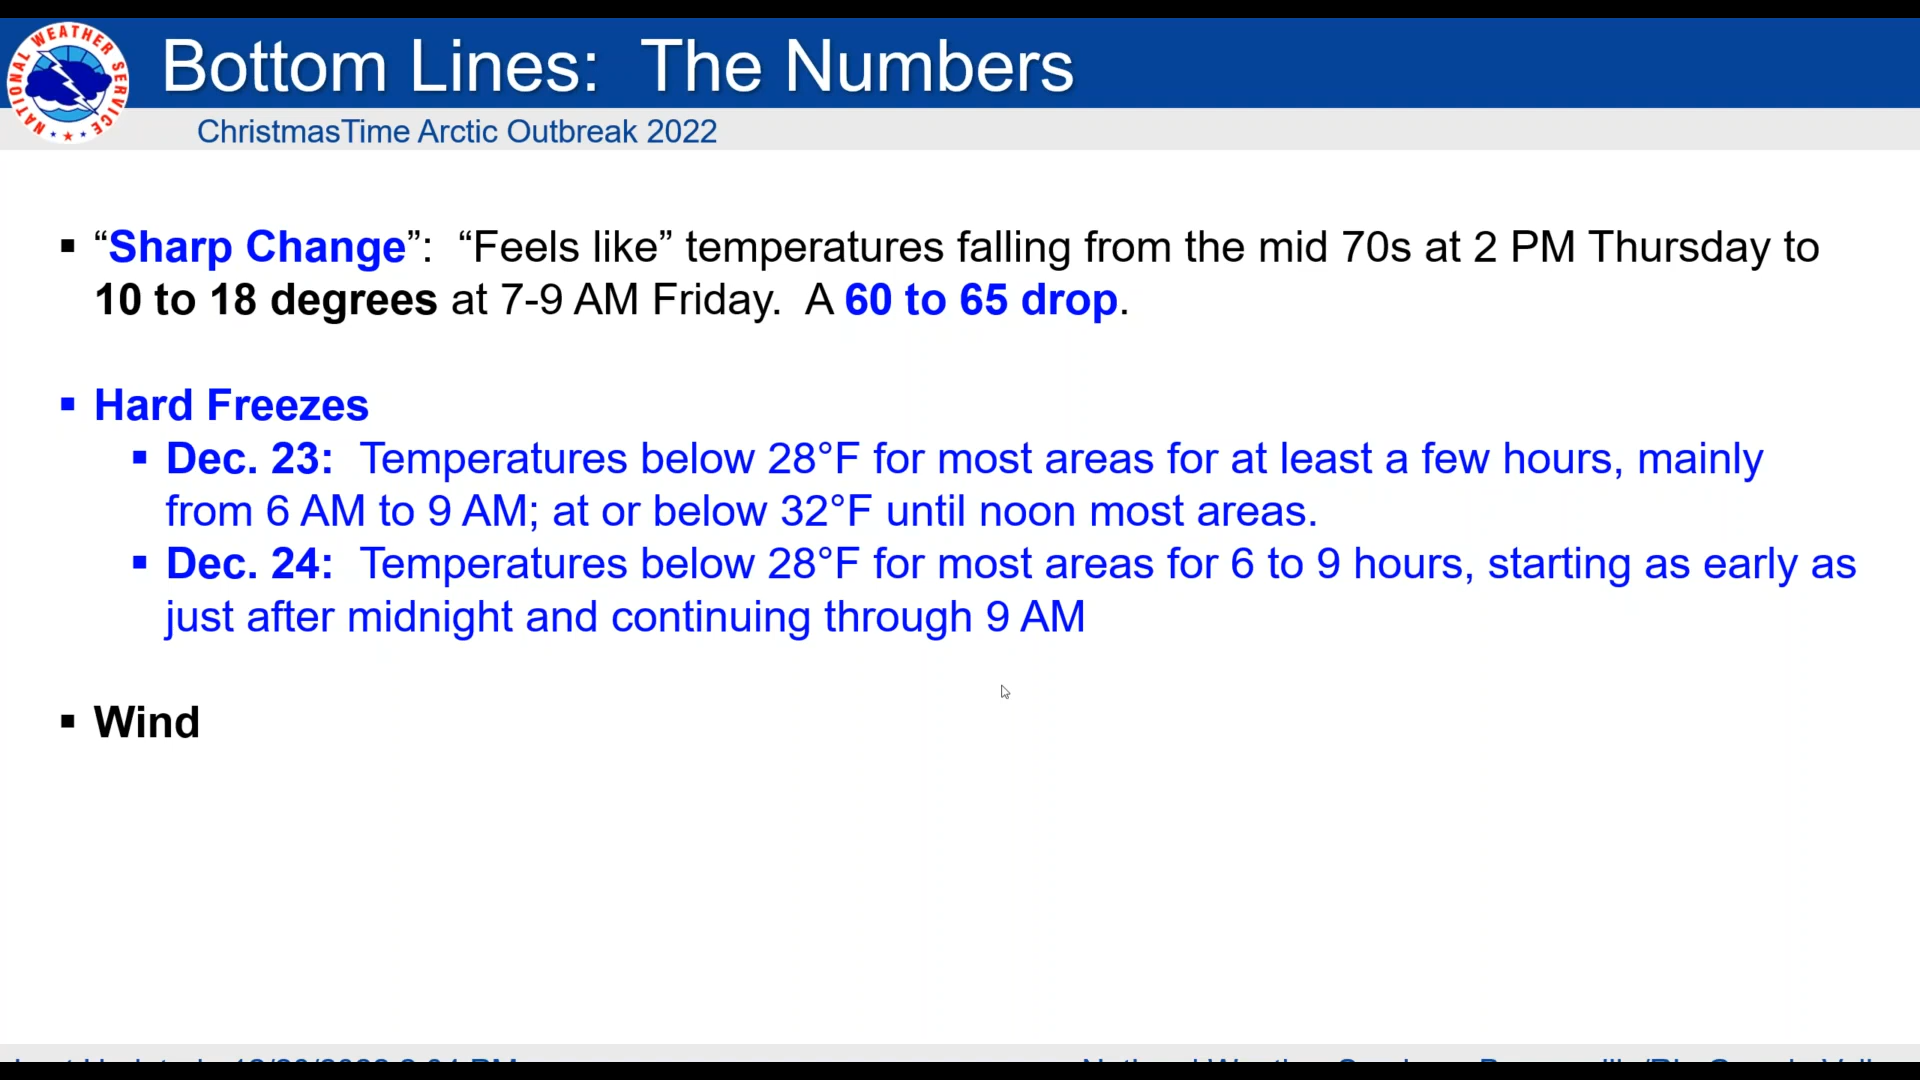 NATIONAL WEATHER SERVICE
Bottom Lines: The Numbers
ChristmasTime Arctic Outbreak 2022
▪ “Sharp Change”: “Feels like” temperatures falling from the mid 70s at 2 PM Thursday to
10 to 18 degrees at 7-9 AM Friday. A 60 to 65 drop.
▪ Hard Freezes
▪ Dec. 23: Temperatures below 28°F for most areas for at least a few hours, mainly
from 6 AM to 9 AM; at or below 32°F until noon most areas.
▪ Dec. 24: Temperatures below 28°F for most areas for 6 to 9 hours, starting as early as
just after midnight and continuing through 9 AM
▪ Wind